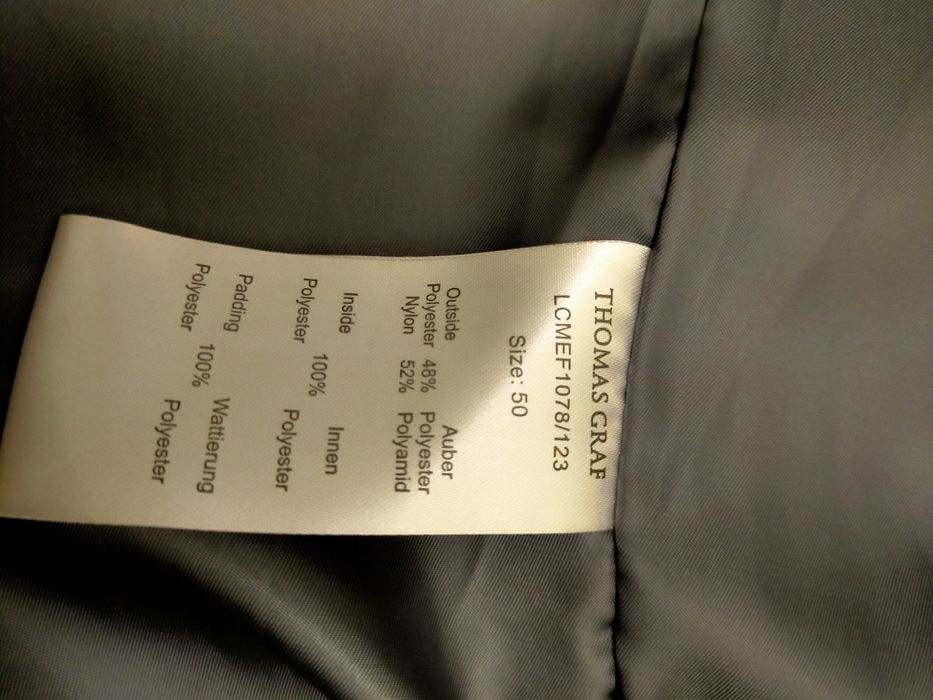 THOMAS GRAF
LCMEF1078/123
Size: 50
Outside Auber
Polyester 48% Polyester
Nylon 52% Polyamid
Inside Innen
Polyester 100% Polyester
Padding Wattierung
Polyester 100% Polyester